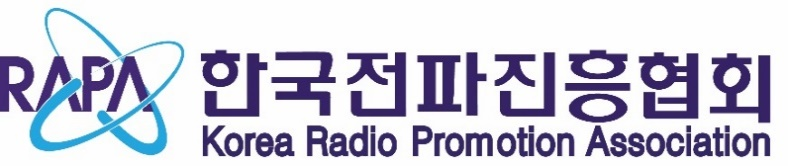 RAPA 한국전파진흥협회
Korea Radio Promotion Association